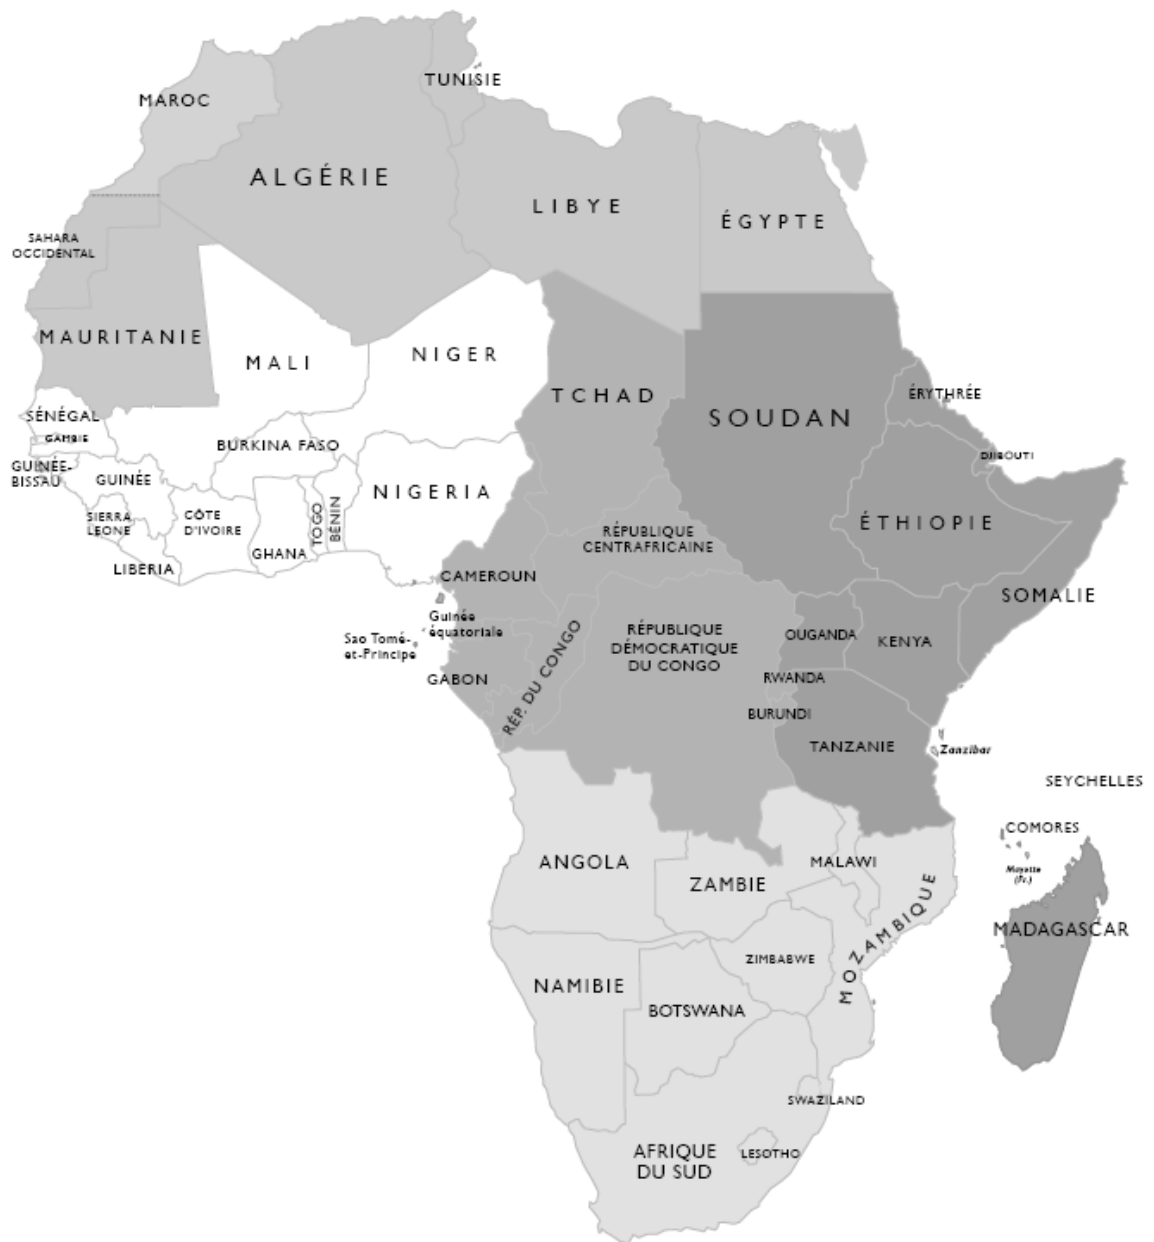 TUNISIE
MAROC
ALGÉRIE
LIBYE
ÉGYPTE
SAHARA
OCCIDENTAL
MAURITANIE
MALI
NIGER
TCHAD
SOUDAN
ÉRYTHRÉE
SÉNÉGAL
GAMBIE
GUINÉE-
BISSAU
GUINÉE
BURKINA FASO
DJIBOUTI
NIGERIA
SIERRA
LEONE
CÔTE
D'IVOIRE
GHANA
TOGO
BÉNIN
LIBERIA
ÉTHIOPIE
RÉPUBLIQUE
CENTRAFRICAINE
CAMEROUN
SOMALIE
Guinée
équatoriale
Sao Tomé-
et-Principe
GABON
RÉP. DU CONGO
RÉPUBLIQUE
DÉMOCRATIQUE
DU CONGO
OUGANDA
KENYA
RWANDA
BURUNDI
TANZANIE
Zanzibar
SEYCHELLES
COMORES
Mayotte
(Fr.)
ANGOLA
ZAMBIE
MALAWI
MOZAMBIQUE
MADAGASCAR
ZIMBABWE
NAMIBIE
BOTSWANA
SWAZILAND
AFRIQUE
DU SUD
LESOTHO